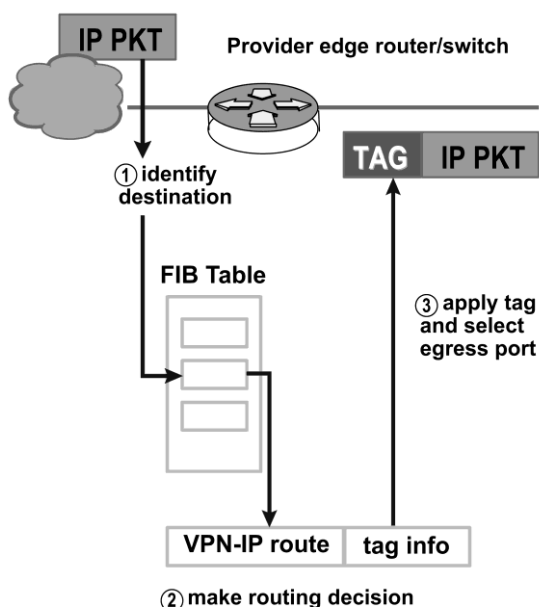 IP PKT
Provider edge router/switch
TAG IP PKT
① identify
destination
FIB Table
③ apply tag
and select
egress port
VPN-IP route tag info
② make routing decision